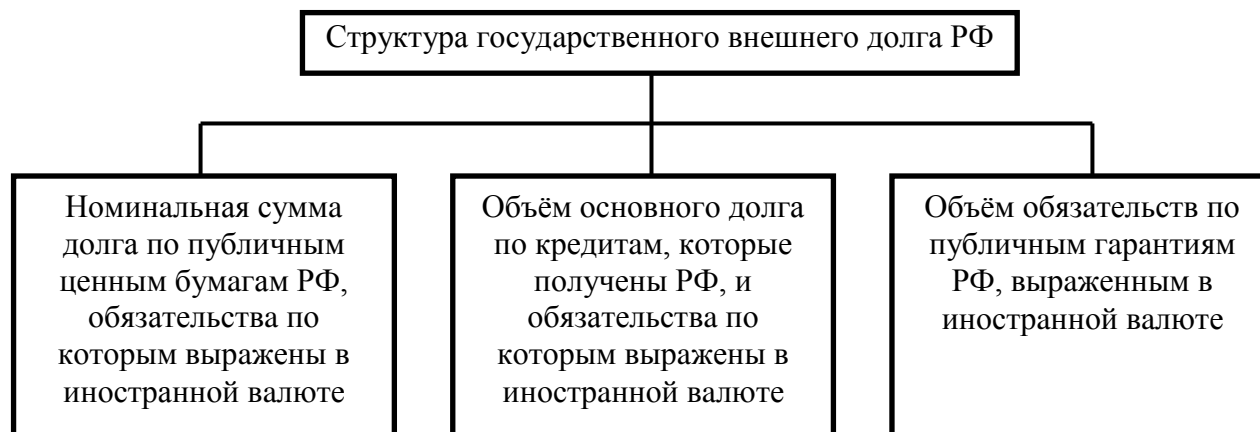 Структура государственного внешнего долга РФ
Номинальная сумма
долга по публичным
ценным бумагам РФ,
обязательства по
которым выражены в
иностранной валюте
Объём основного долга
по кредитам, которые
получены РФ, и
обязательства по
которым выражены в
иностранной валюте
Объём обязательств по
публичным гарантиям
РФ, выраженным в
иностранной валюте